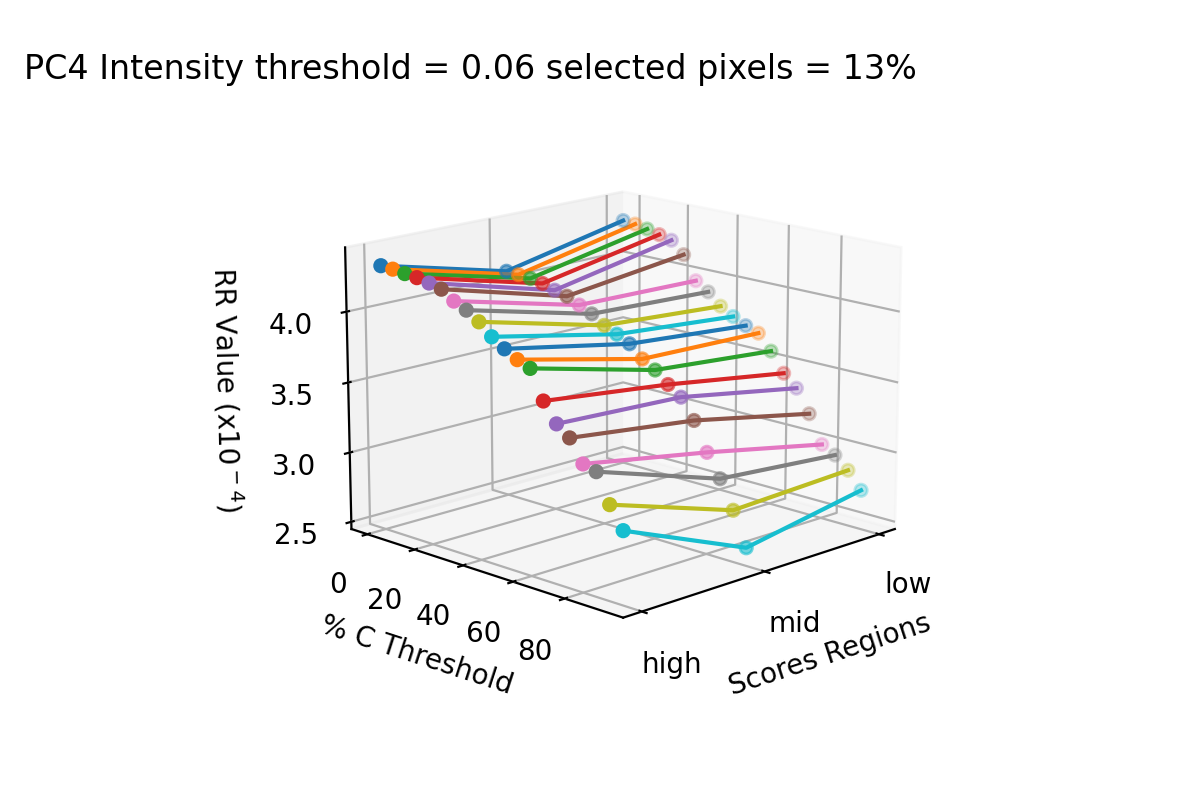 PC4 Intensity threshold = 0.06 selected pixels = 13%
RR Value (x10⁻⁴)
4.0
3.5
3.0
2.5
0
20
40
60
80
% C Threshold
high
mid
low
Scores Regions